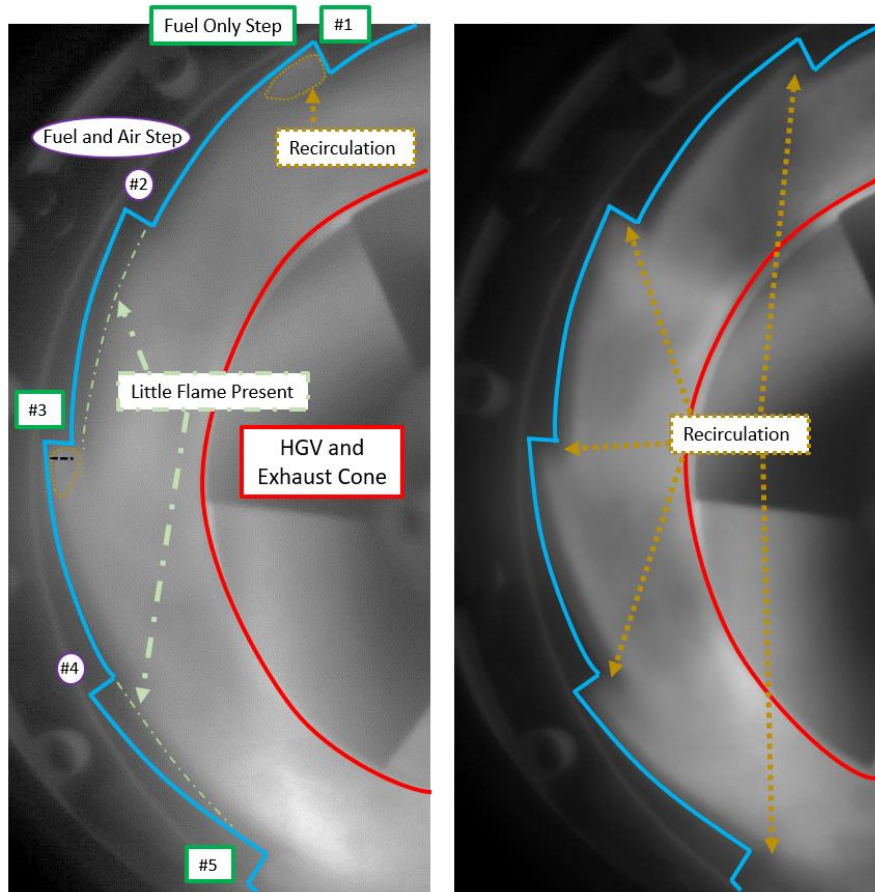 Fuel Only Step
#1
Recirculation
Fuel and Air Step
#2
Little Flame Present
#3
HGV and
Exhaust Cone
#4
#5
Recirculation